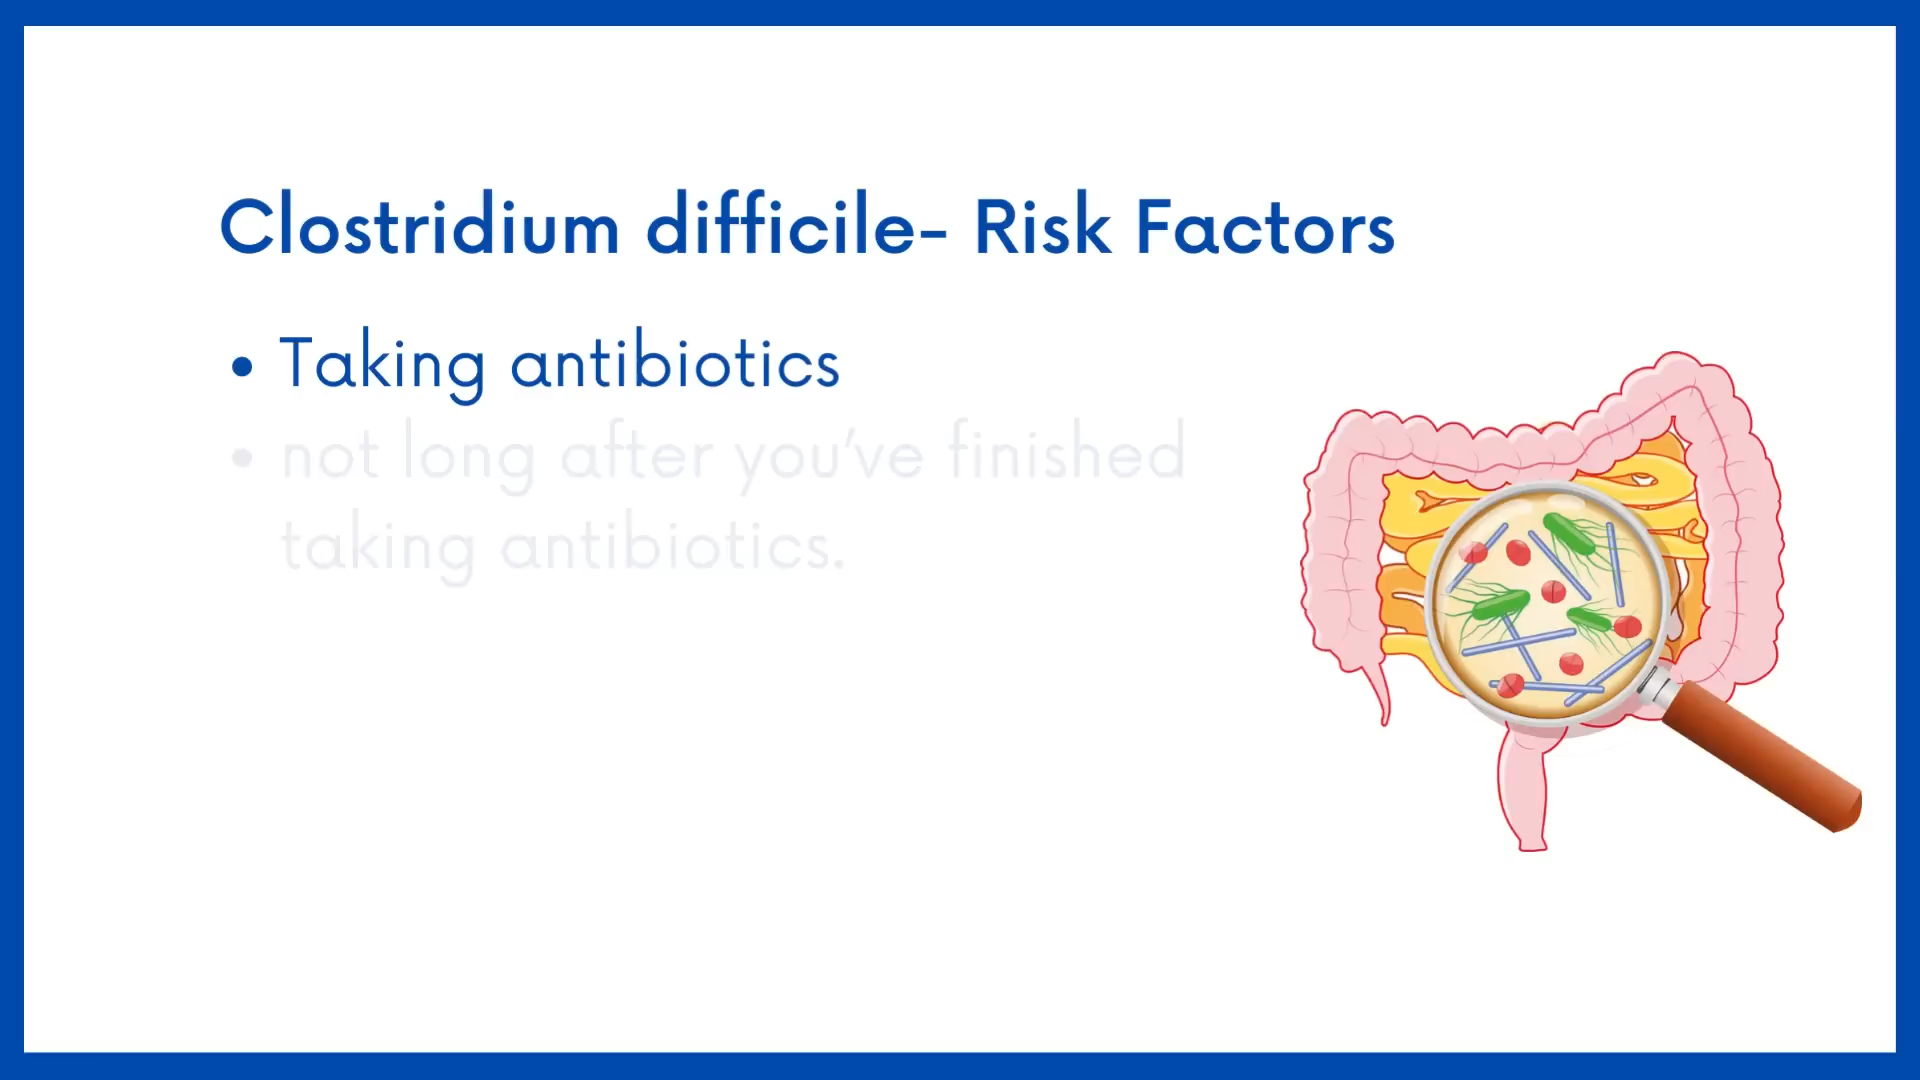 Clostridium difficile- Risk Factors
• Taking antibiotics
• not long after you’ve finished
taking antibiotics.